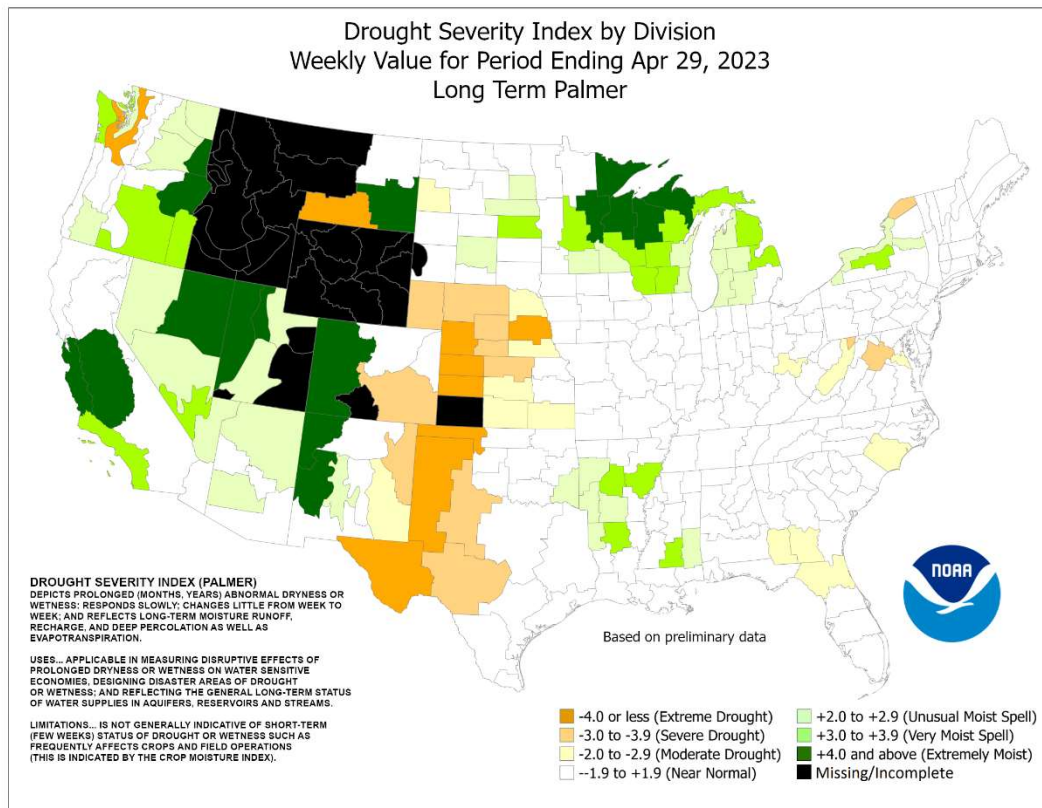 Drought Severity Index by Division
Weekly Value for Period Ending Apr 29, 2023
Long Term Palmer
DROUGHT SEVERITY INDEX (PALMER)
DEPICTS PROLONGED (MONTHS, YEARS) ABNORMAL DRYNESS OR
WETNESS: RESPONDS SLOWLY; CHANGES LITTLE FROM WEEK TO
WEEK; AND REFLECTS LONG-TERM MOISTURE RUNOFF,
RECHARGE, AND DEEP PERCOLATION AS WELL AS
EVAPOTRANSPIRATION.
USES... APPLICABLE IN MEASURING DISRUPTIVE EFFECTS OF
PROLONGED DRYNESS OR WETNESS ON WATER SENSITIVE
ECONOMIES, DESIGNING DISASTER AREAS OF DROUGHT
OR WETNESS; AND REFLECTING THE GENERAL LONG-TERM STATUS
OF WATER SUPPLIES IN AQUIFERS, RESERVOIRS AND STREAMS.
LIMITATIONS... IS NOT GENERALLY INDICATIVE OF SHORT-TERM
(FEW WEEKS) STATUS OF DROUGHT OR WETNESS SUCH AS
FREQUENTLY AFFECTS CROPS AND FIELD OPERATIONS
(THIS IS INDICATED BY THE CROP MOISTURE INDEX).
NOAA
Based on preliminary data
-4.0 or less (Extreme Drought)
-3.0 to -3.9 (Severe Drought)
-2.0 to -2.9 (Moderate Drought)
--1.9 to +1.9 (Near Normal)
+2.0 to +2.9 (Unusual Moist Spell)
+3.0 to +3.9 (Very Moist Spell)
+4.0 and above (Extremely Moist)
Missing/Incomplete